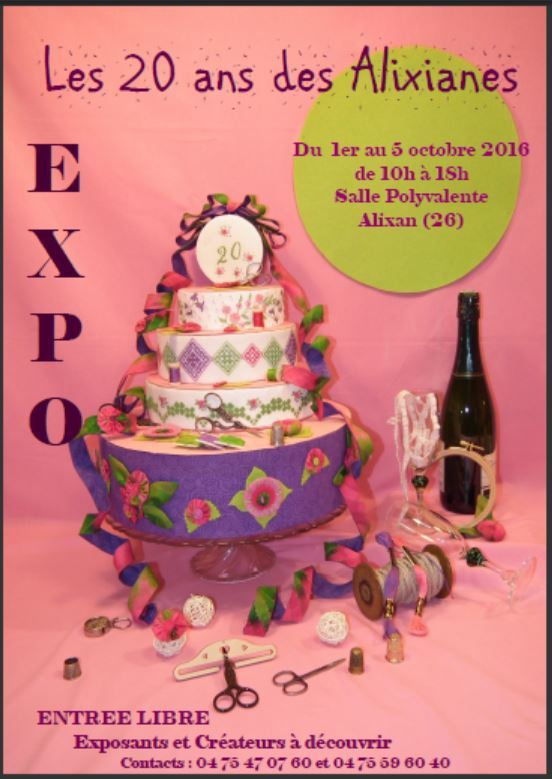 Les 20 ans des Alixianes
EXPO
Du 1er au 5 octobre 2016
de 10h à 18h
Salle Polyvalente
Alixan (26)
20
ENTREE LIBRE
Exposants et Créateurs à découvrir
Contacts : 04 75 47 07 60 et 04 75 59 60 40